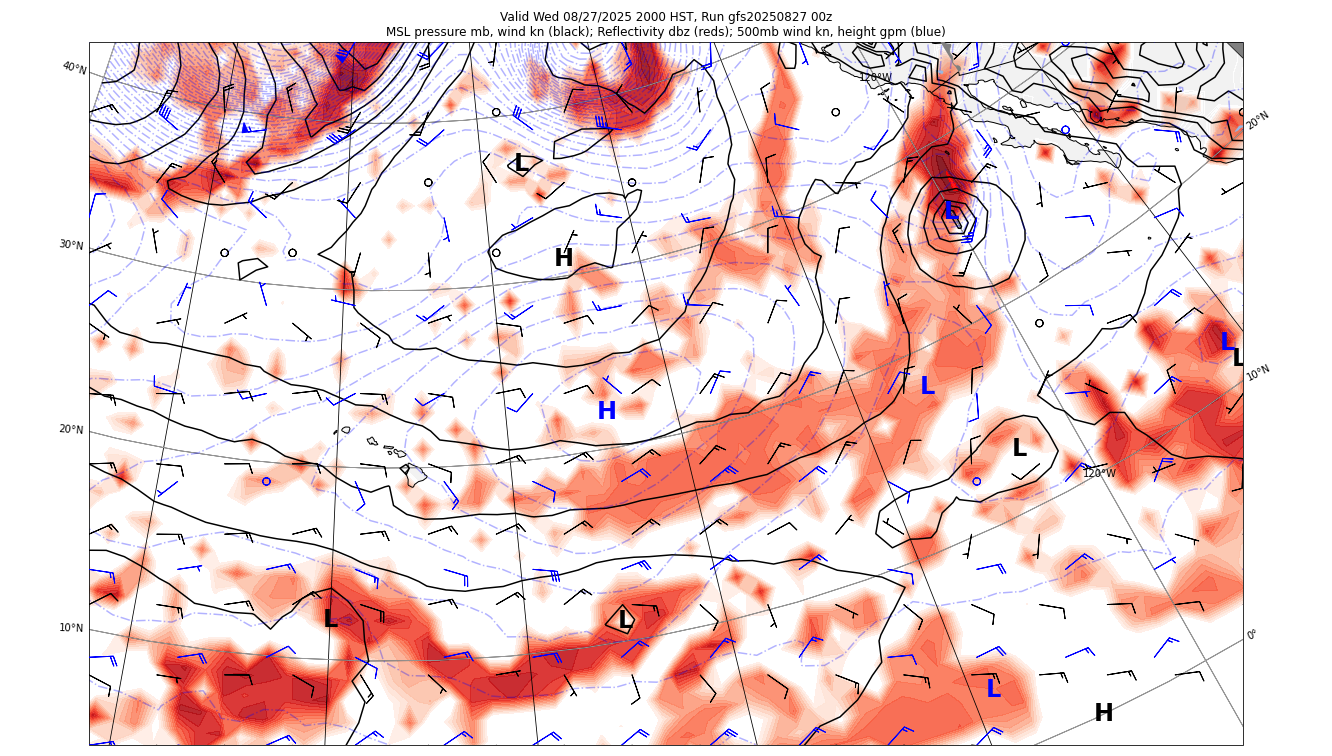 Valid Wed 08/27/2025 2000 HST, Run gfs20250827 00z
MSL pressure mb, wind kn (black); Reflectivity dbz (reds); 500mb wind kn, height gpm (blue)
40°N
120°W
20°N
L
L
30°N
H
L
L
10°N
L
H
20°N
L
120°W
L
L
10°N
0°
L
H